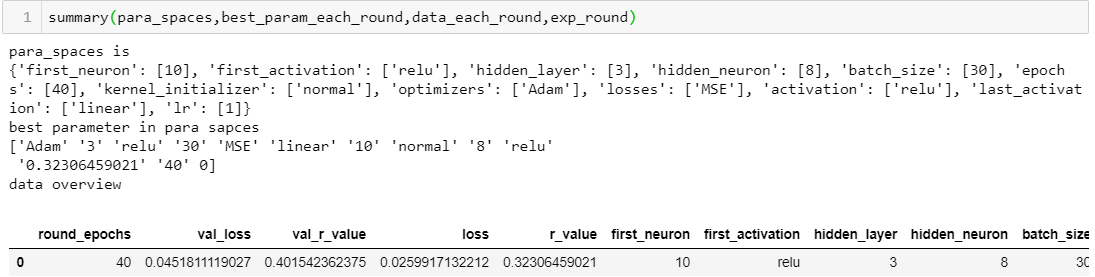 1 summary(para_spaces,best_param_each_round,data_each_round,exp_round)
para_spaces is
{'first_neuron': [10], 'first_activation': ['relu'], 'hidden_layer': [3], 'hidden_neuron': [8], 'batch_size': [30], 'epoch
s': [40], 'kernel_initializer': ['normal'], 'optimizers': ['Adam'], 'losses': ['MSE'], 'activation': ['relu'], 'last_activat
ion': ['linear'], 'lr': [1]}
best parameter in para sapces
['Adam' '3' 'relu' '30' 'MSE' 'linear' '10' 'normal' '8' 'relu'
'0.32306459021' '40' 0]
data overview
round_epochs val_loss val_r_value loss r_value first_neuron first_activation hidden_layer hidden_neuron batch_size
0 40 0.0451811119027 0.401542362375 0.0259917132212 0.32306459021 10 relu 3 8 30